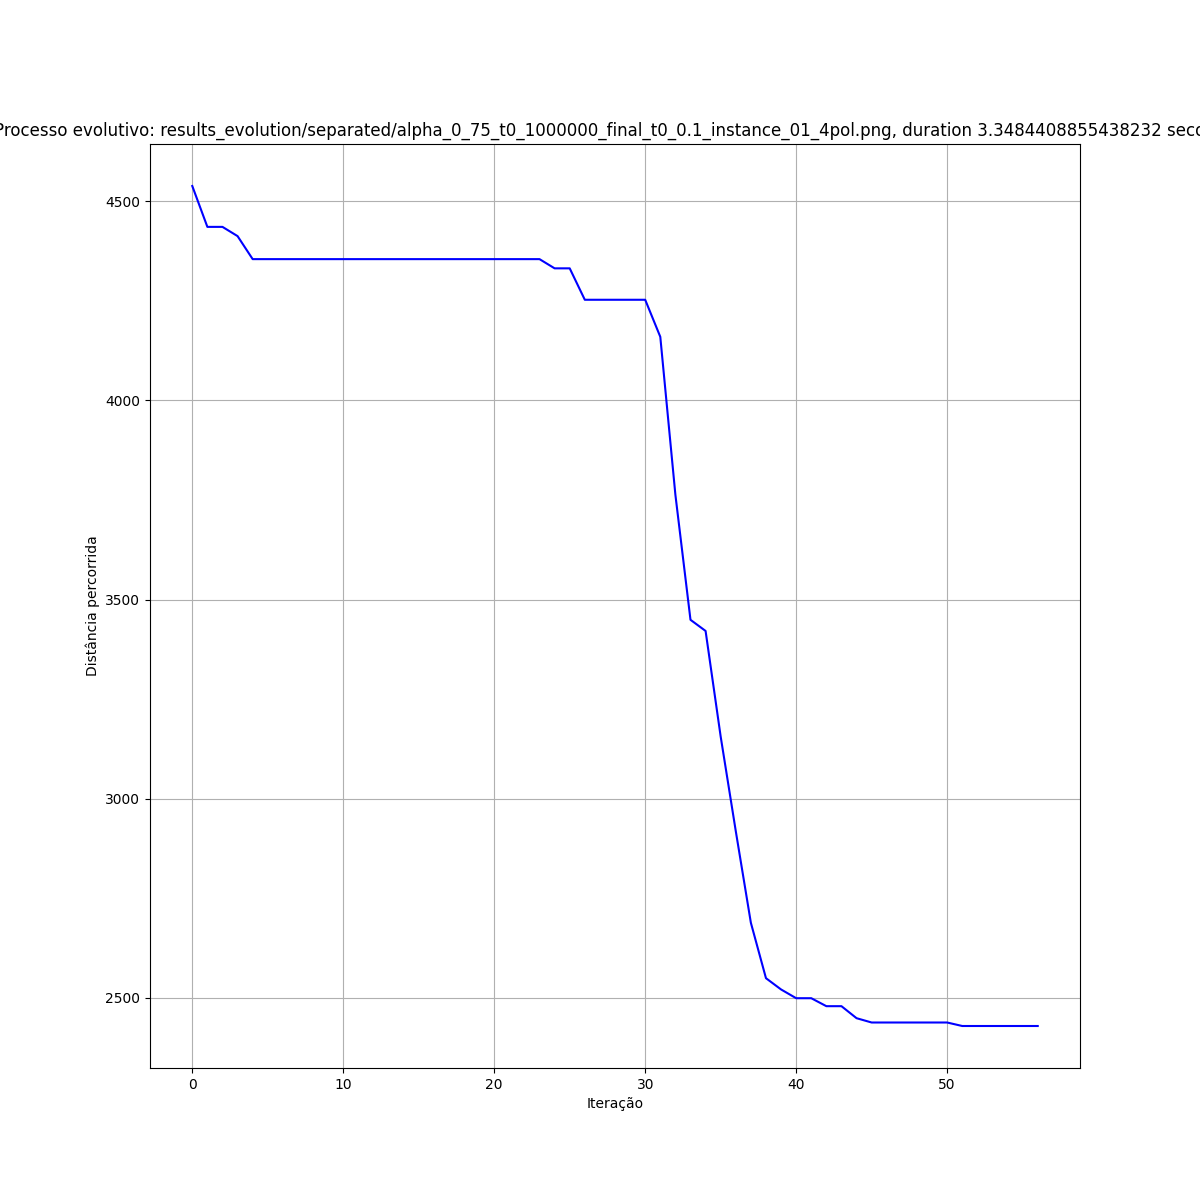 Processo evolutivo: results_evolution/separated/alpha_0_75_t0_1000000_final_t0_0.1_instance_01_4pol.png, duration 3.3484408855438232
4500
4000
3500
3000
2500
Distância percorrida
0 10 20 30 40 50
Iteração